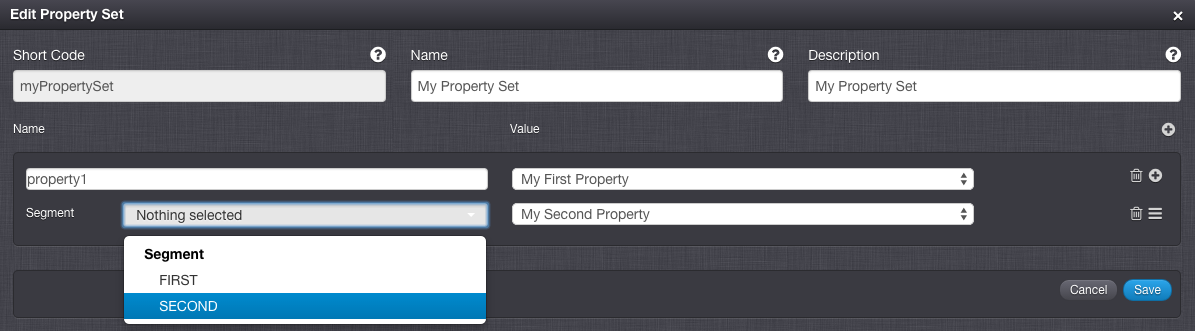 Edit Property Set
Short Code Name Description
myPropertySet My Property Set My Property Set
Name Value
property1 My First Property
Segment Nothing selected My Second Property
Segment
FIRST
SECOND
Cancel Save